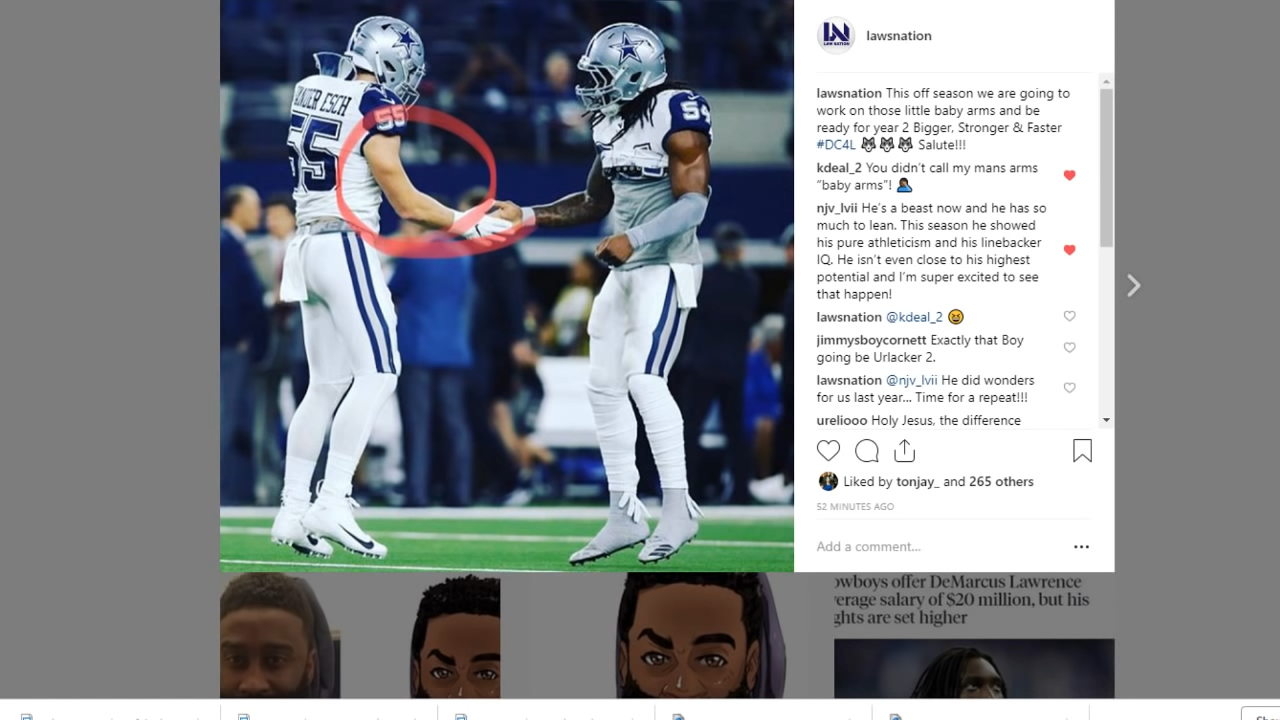 ANDER ESCH
55
55
54
LAW NATION
lawsnation
lawsnation This off season we are going to
work on those little baby arms and be
ready for year 2 Bigger, Stronger & Faster
#DC4L 🐺🐺🐺 Salute!!!
kdeal_2 You didn’t call my mans arms
“baby arms”! 🤦🏾‍♂️
njv_lvii He’s a beast now and he has so
much to lean. This season he showed
his pure athleticism and his linebacker
IQ. He isn’t even close to his highest
potential and I’m super excited to see
that happen!
lawsnation @kdeal_2 😆
jimmysboycornett Exactly that Boy
going be Urlacker 2.
lawsnation @njv_lvii He did wonders
for us last year... Time for a repeat!!!
ureliooo Holy Jesus, the difference
Liked by tonjay_ and 265 others
52 MINUTES AGO
Add a comment...
owboys offer DeMarcus Lawrence
verage salary of $20 million, but his
ghts are set higher